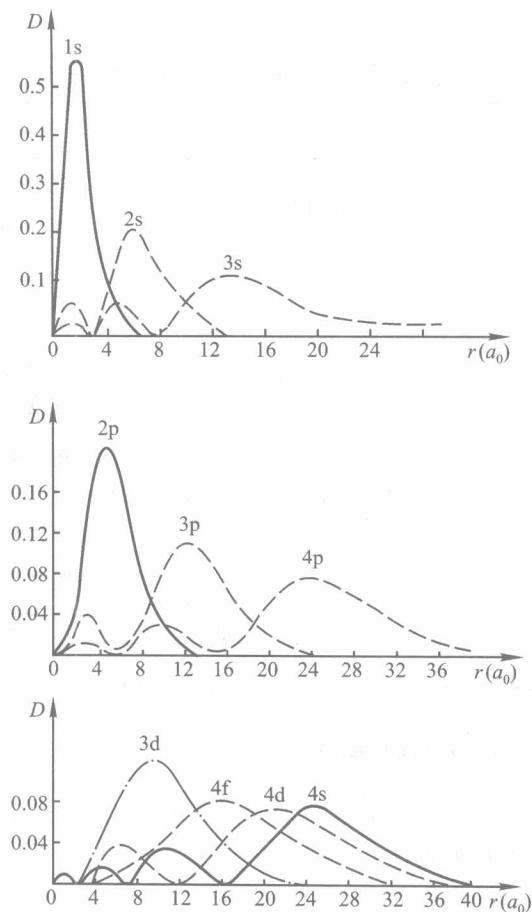 D
1s
0.5
0.4
0.3
0.2
0.1
2s
3s
0 4 8 12 16 20 24
r(a₀)
D
2p
0.16
0.12
0.08
0.04
3p
4p
0 4 8 12 16 20 24 28 32 36
r(a₀)
D
3d
0.08
0.04
4f 4d 4s
0 4 8 12 16 20 24 28 32 36 40
r(a₀)